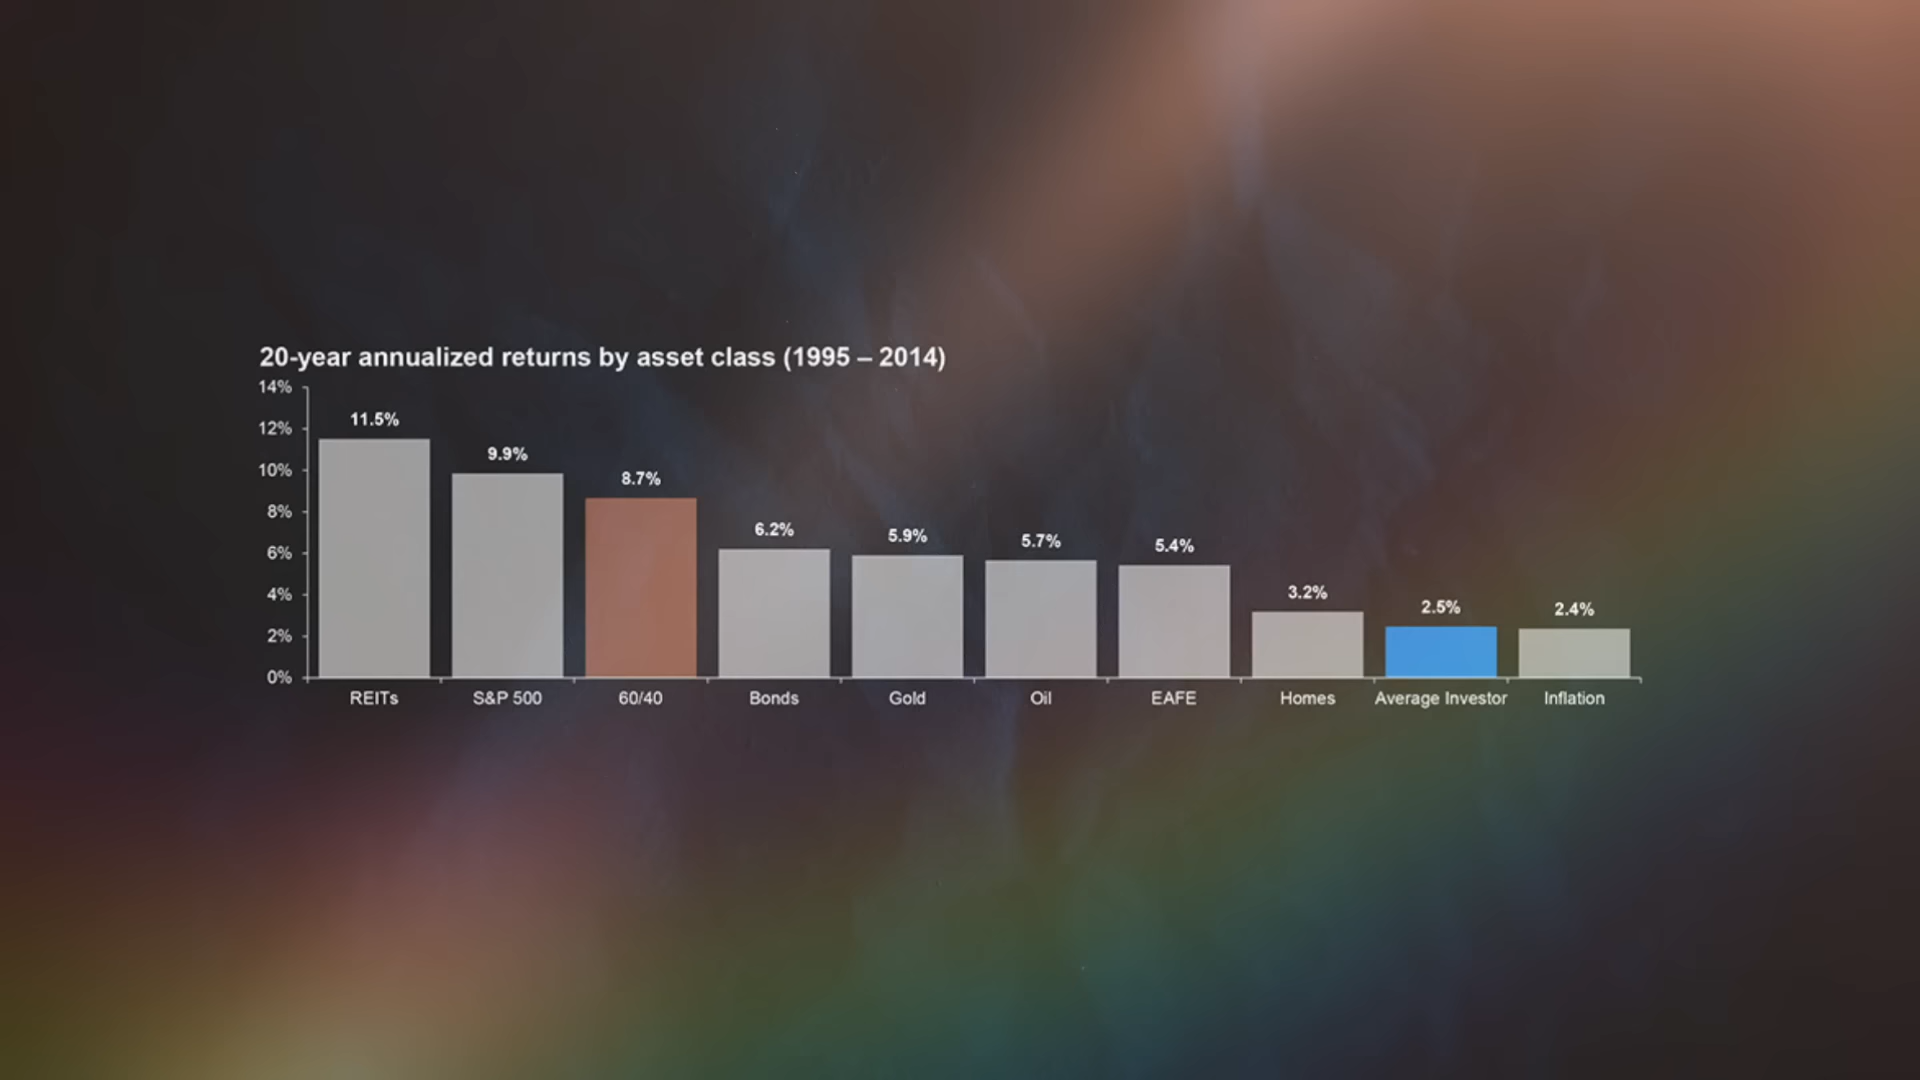 20-year annualized returns by asset class (1995 – 2014)
14%
12%
10%
8%
6%
4%
2%
0%
11.5%
9.9%
8.7%
6.2%
5.9%
5.7%
5.4%
3.2%
2.5%
2.4%
REITs
S&P 500
60/40
Bonds
Gold
Oil
EAFE
Homes
Average Investor
Inflation